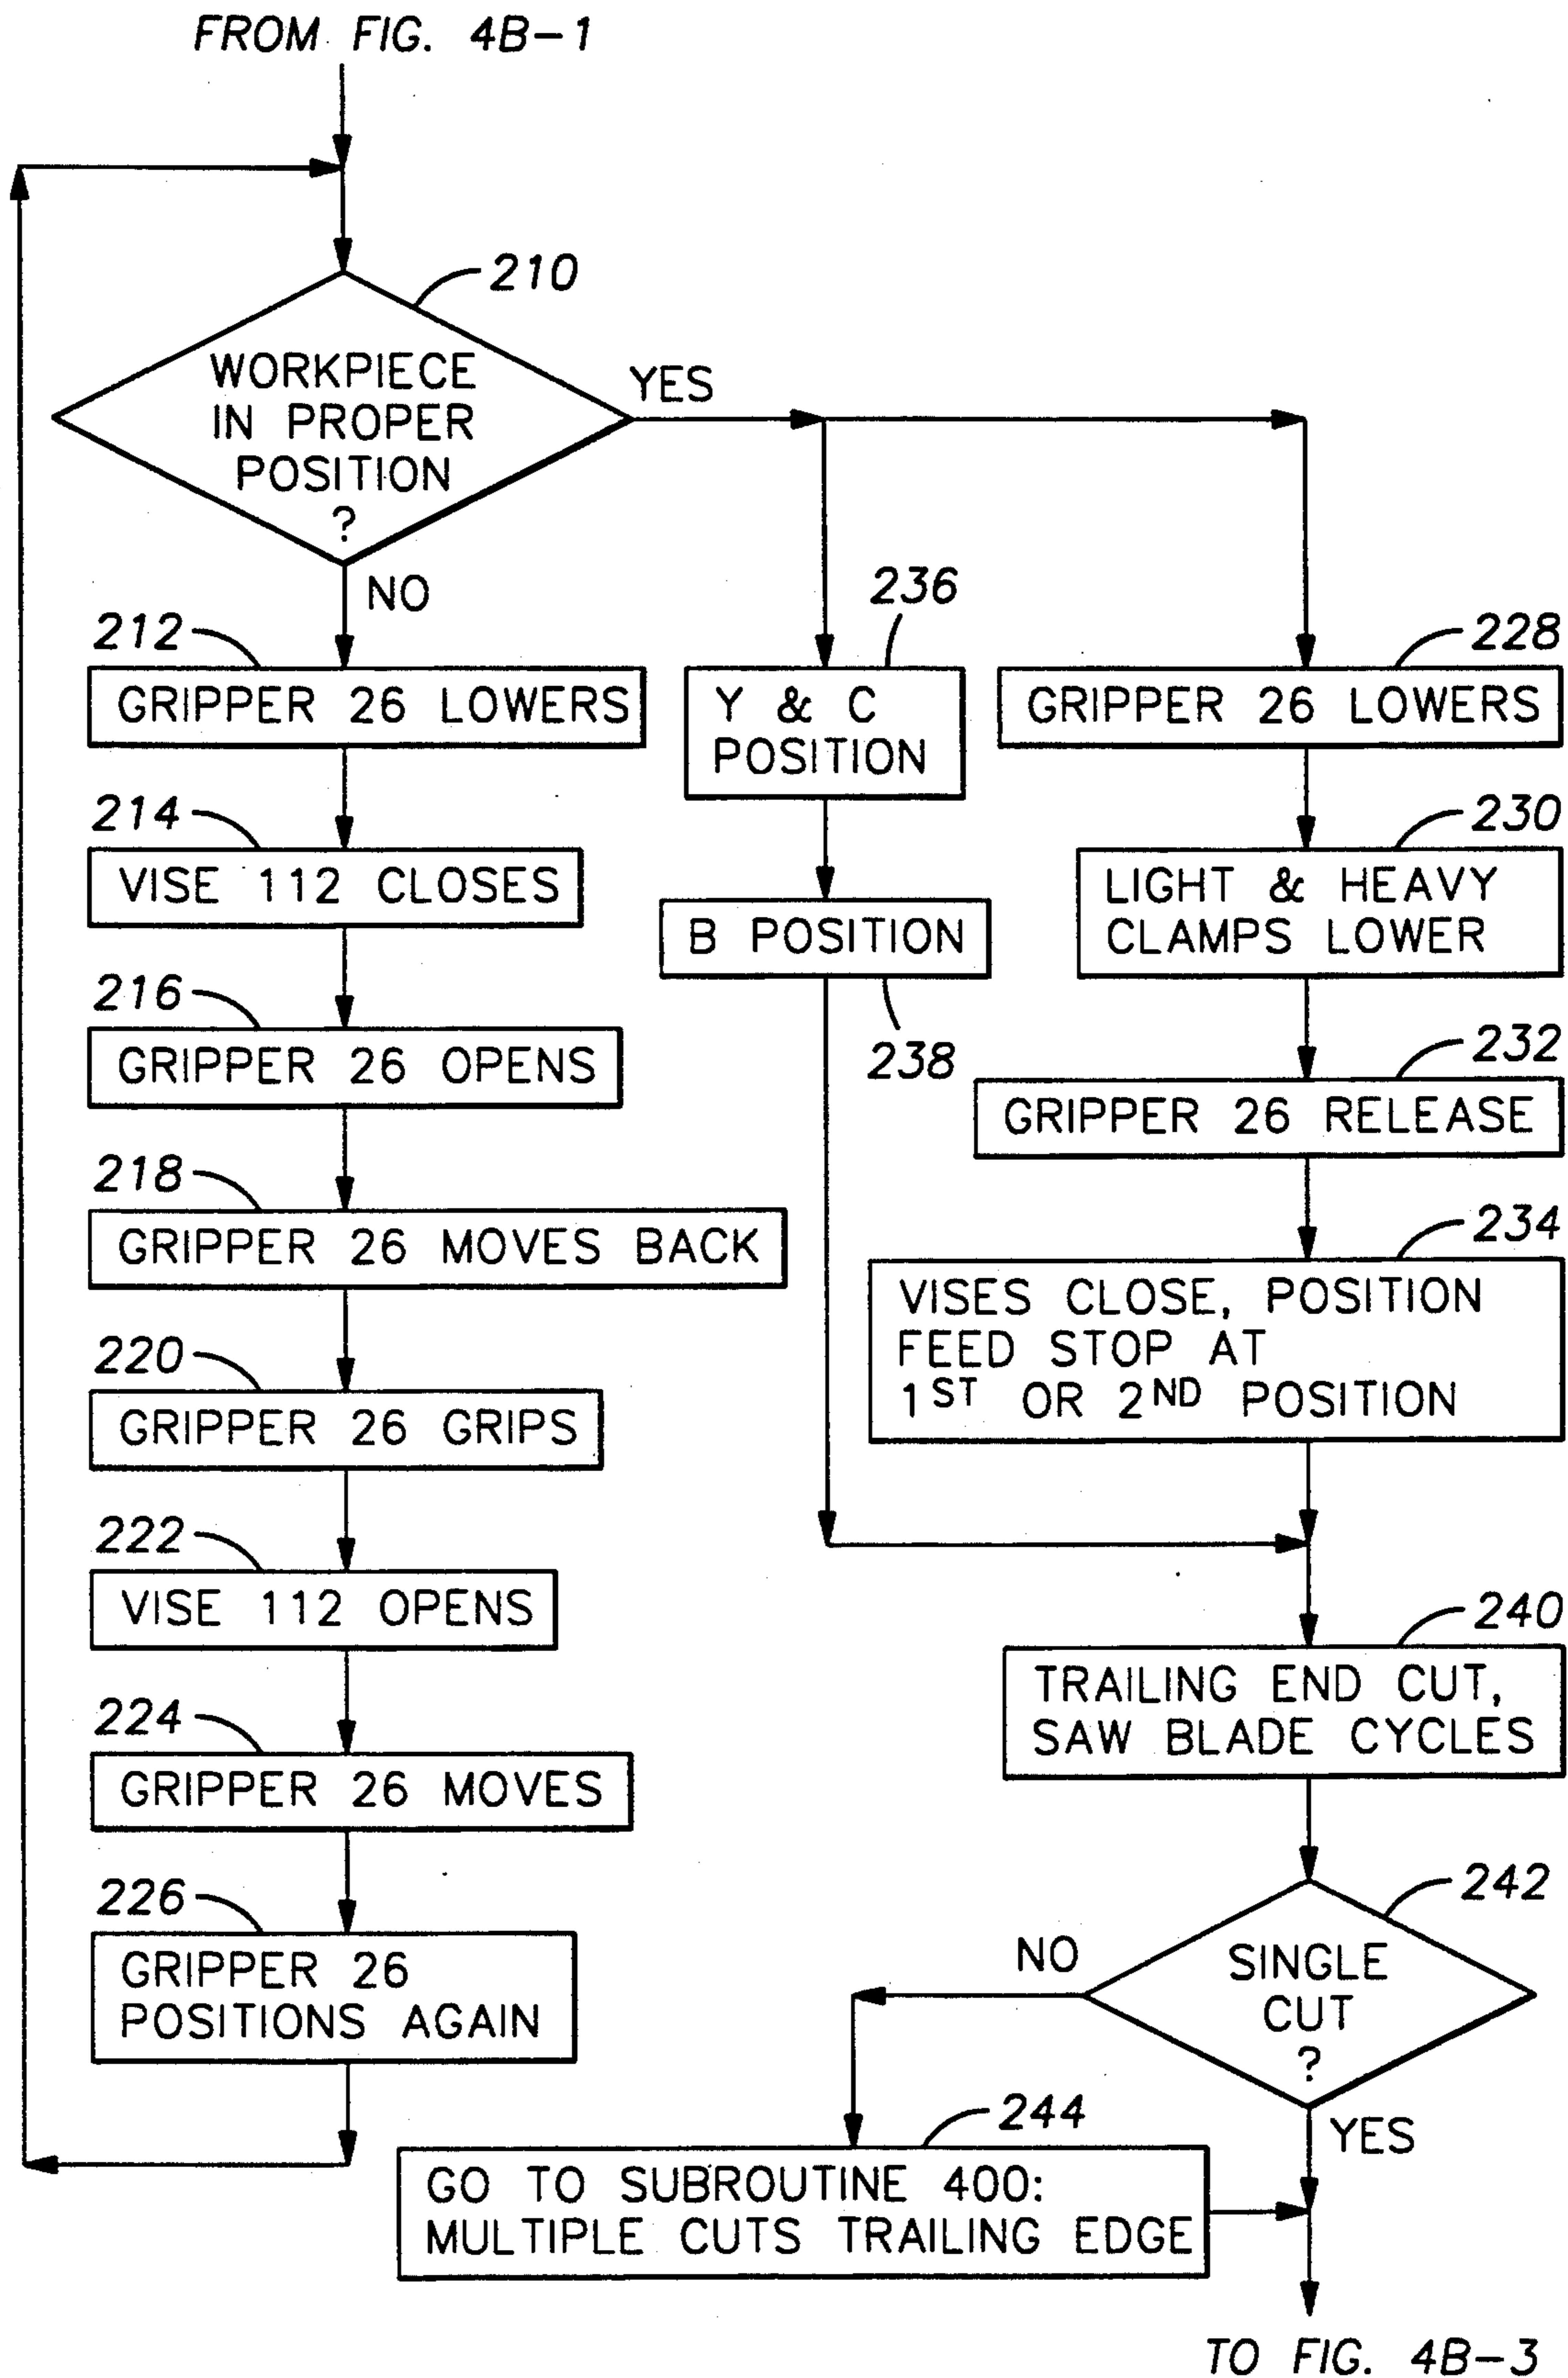 FROM FIG. 4B-1
210
WORKPIECE
IN PROPER
POSITION
?
YES
NO
212
GRIPPER 26 LOWERS
214
VISE 112 CLOSES
216
GRIPPER 26 OPENS
218
GRIPPER 26 MOVES BACK
220
GRIPPER 26 GRIPS
222
VISE 112 OPENS
224
GRIPPER 26 MOVES
226
GRIPPER 26
POSITIONS AGAIN
236
Y & C
POSITION
B POSITION
238
228
GRIPPER 26 LOWERS
230
LIGHT & HEAVY
CLAMPS LOWER
232
GRIPPER 26 RELEASE
234
VISES CLOSE, POSITION
FEED STOP AT
1ST OR 2ND POSITION
240
TRAILING END CUT,
SAW BLADE CYCLES
242
SINGLE
CUT
?
NO
YES
244
GO TO SUBROUTINE 400:
MULTIPLE CUTS TRAILING EDGE
TO FIG. 4B-3